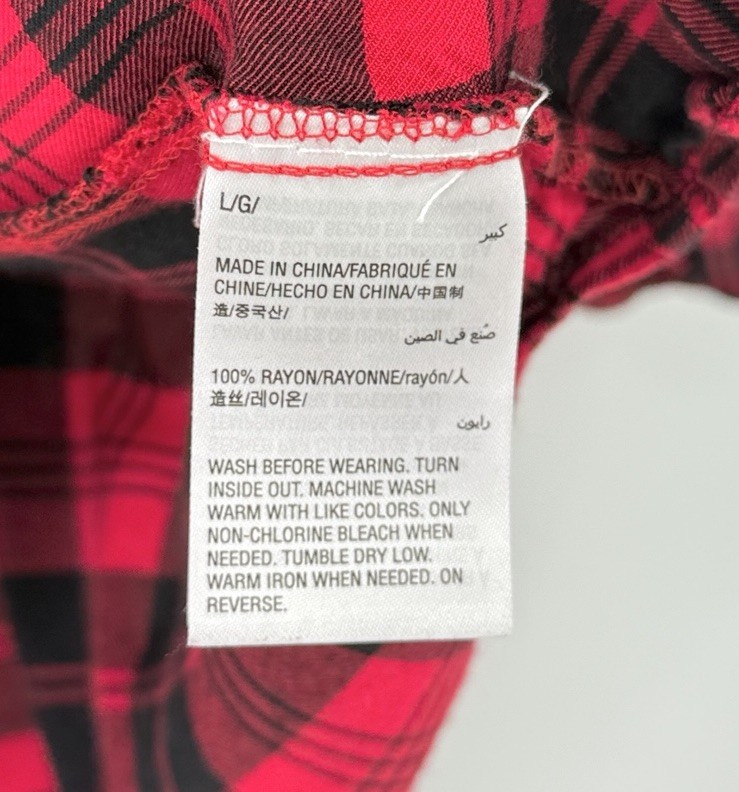 L/G/
كبير
MADE IN CHINA/FABRIQUÉ EN
CHINE/HECHO EN CHINA/中国制
造/중국산/
صُنع في الصين
100% RAYON/RAYONNE/rayón/人
造丝/레이온/
رايون
WASH BEFORE WEARING. TURN
INSIDE OUT. MACHINE WASH
WARM WITH LIKE COLORS. ONLY
NON-CHLORINE BLEACH WHEN
NEEDED. TUMBLE DRY LOW.
WARM IRON WHEN NEEDED. ON
REVERSE.